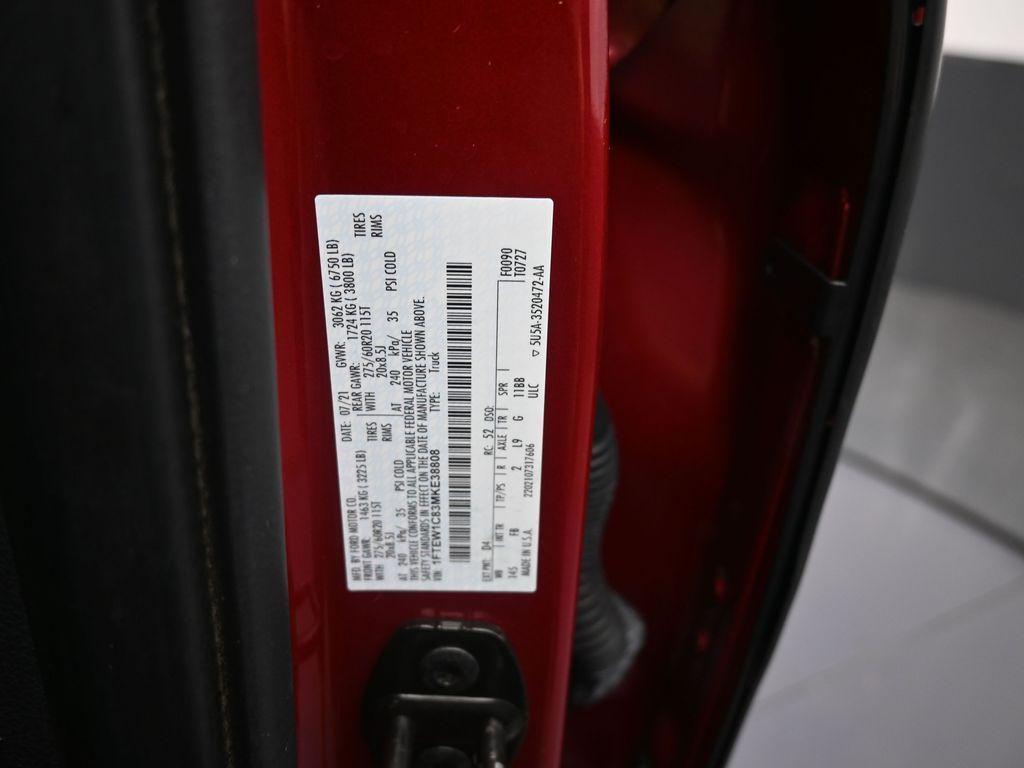 MFD. BY FORD MOTOR CO. DATE: 07/21 GVWR: 3062 KG ( 6750 LB)
FRONT GAWR: 1463 KG ( 3225 LB) REAR GAWR: 1724 KG ( 3800 LB)
WITH 275/60R20 115T TIRES WITH 275/60R20 115T TIRES
20x8.5J RIMS 20x8.5J RIMS
AT 240 kPa/ 35 PSI COLD AT 240 kPa/ 35 PSI COLD
THIS VEHICLE CONFORMS TO ALL APPLICABLE FEDERAL MOTOR VEHICLE
SAFETY STANDARDS IN EFFECT ON THE DATE OF MANUFACTURE SHOWN ABOVE.
VIN: 1FTEW1C83MKE38808 TYPE: Truck
EXT PNT: D4 RC: 52 DSO: F0090
WB INT TR TP/PS R AXLE TR SPR T0727
145 FB 2 L9 G 11BB
MADE IN U.S.A. 2202107317606 ULC ▽ 5U5A-3520472-AA